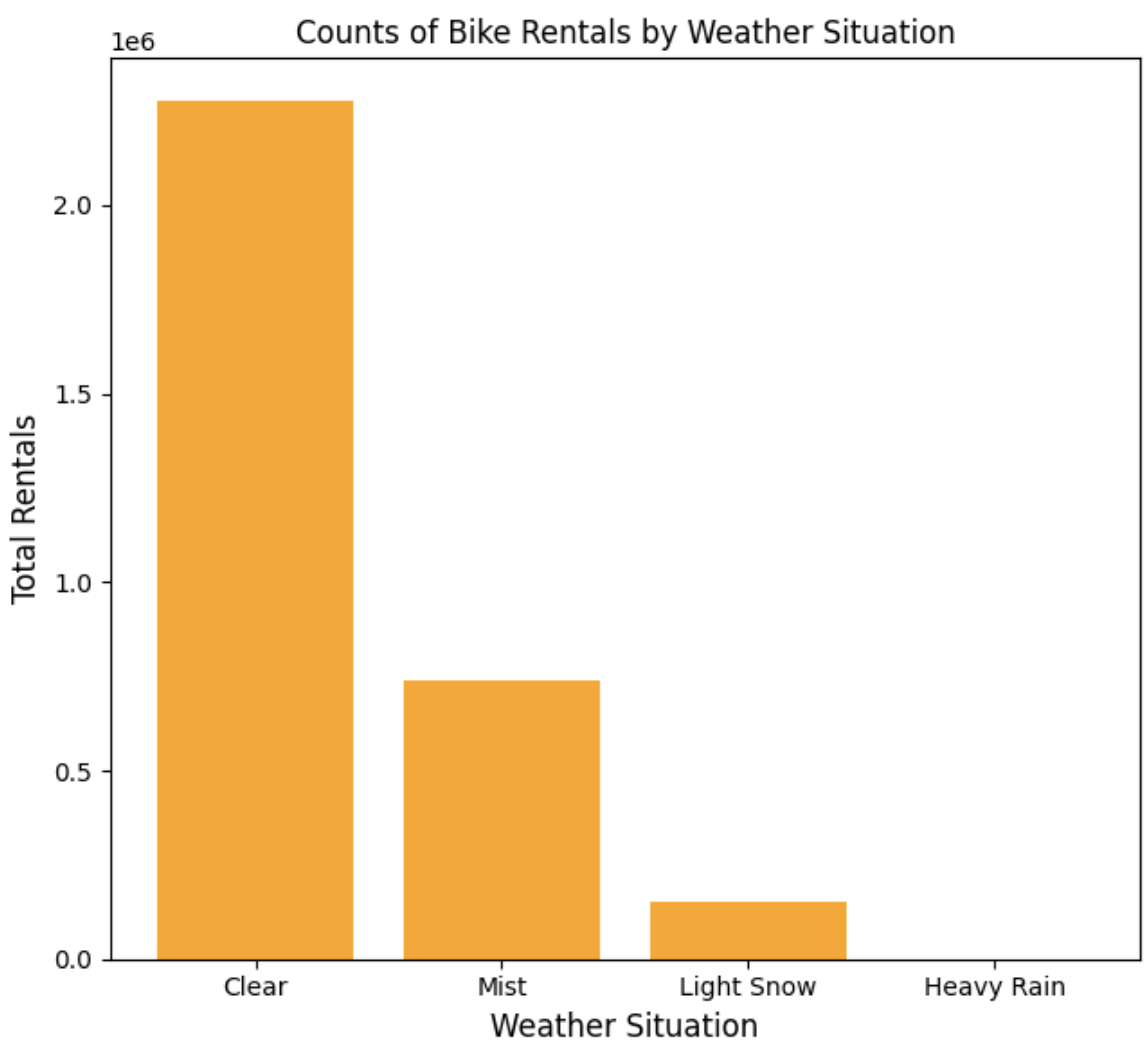 Counts of Bike Rentals by Weather Situation
1e6
2.0
1.5
1.0
0.5
0.0
Total Rentals
Clear Mist Light Snow Heavy Rain
Weather Situation